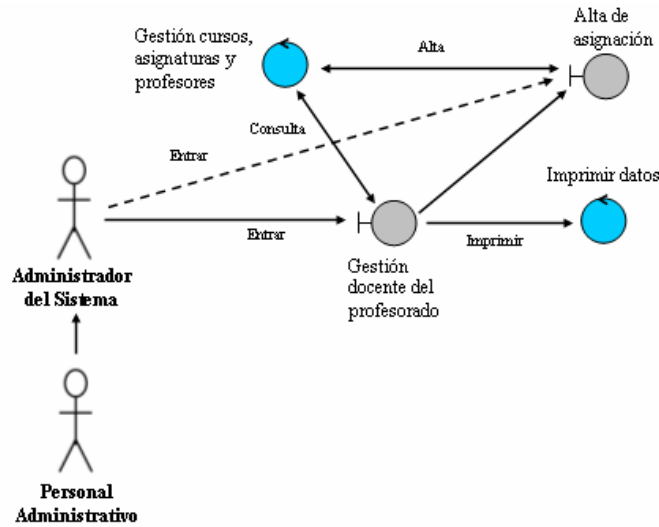 Gestión cursos,
asignaturas y
profesores
Alta
Alta de
asignación
Consulta
Entrar
Imprimir datos
Entrar
Imprimir
Gestión
docente del
profesorado
Administrador
del Sistema
Personal
Administrativo